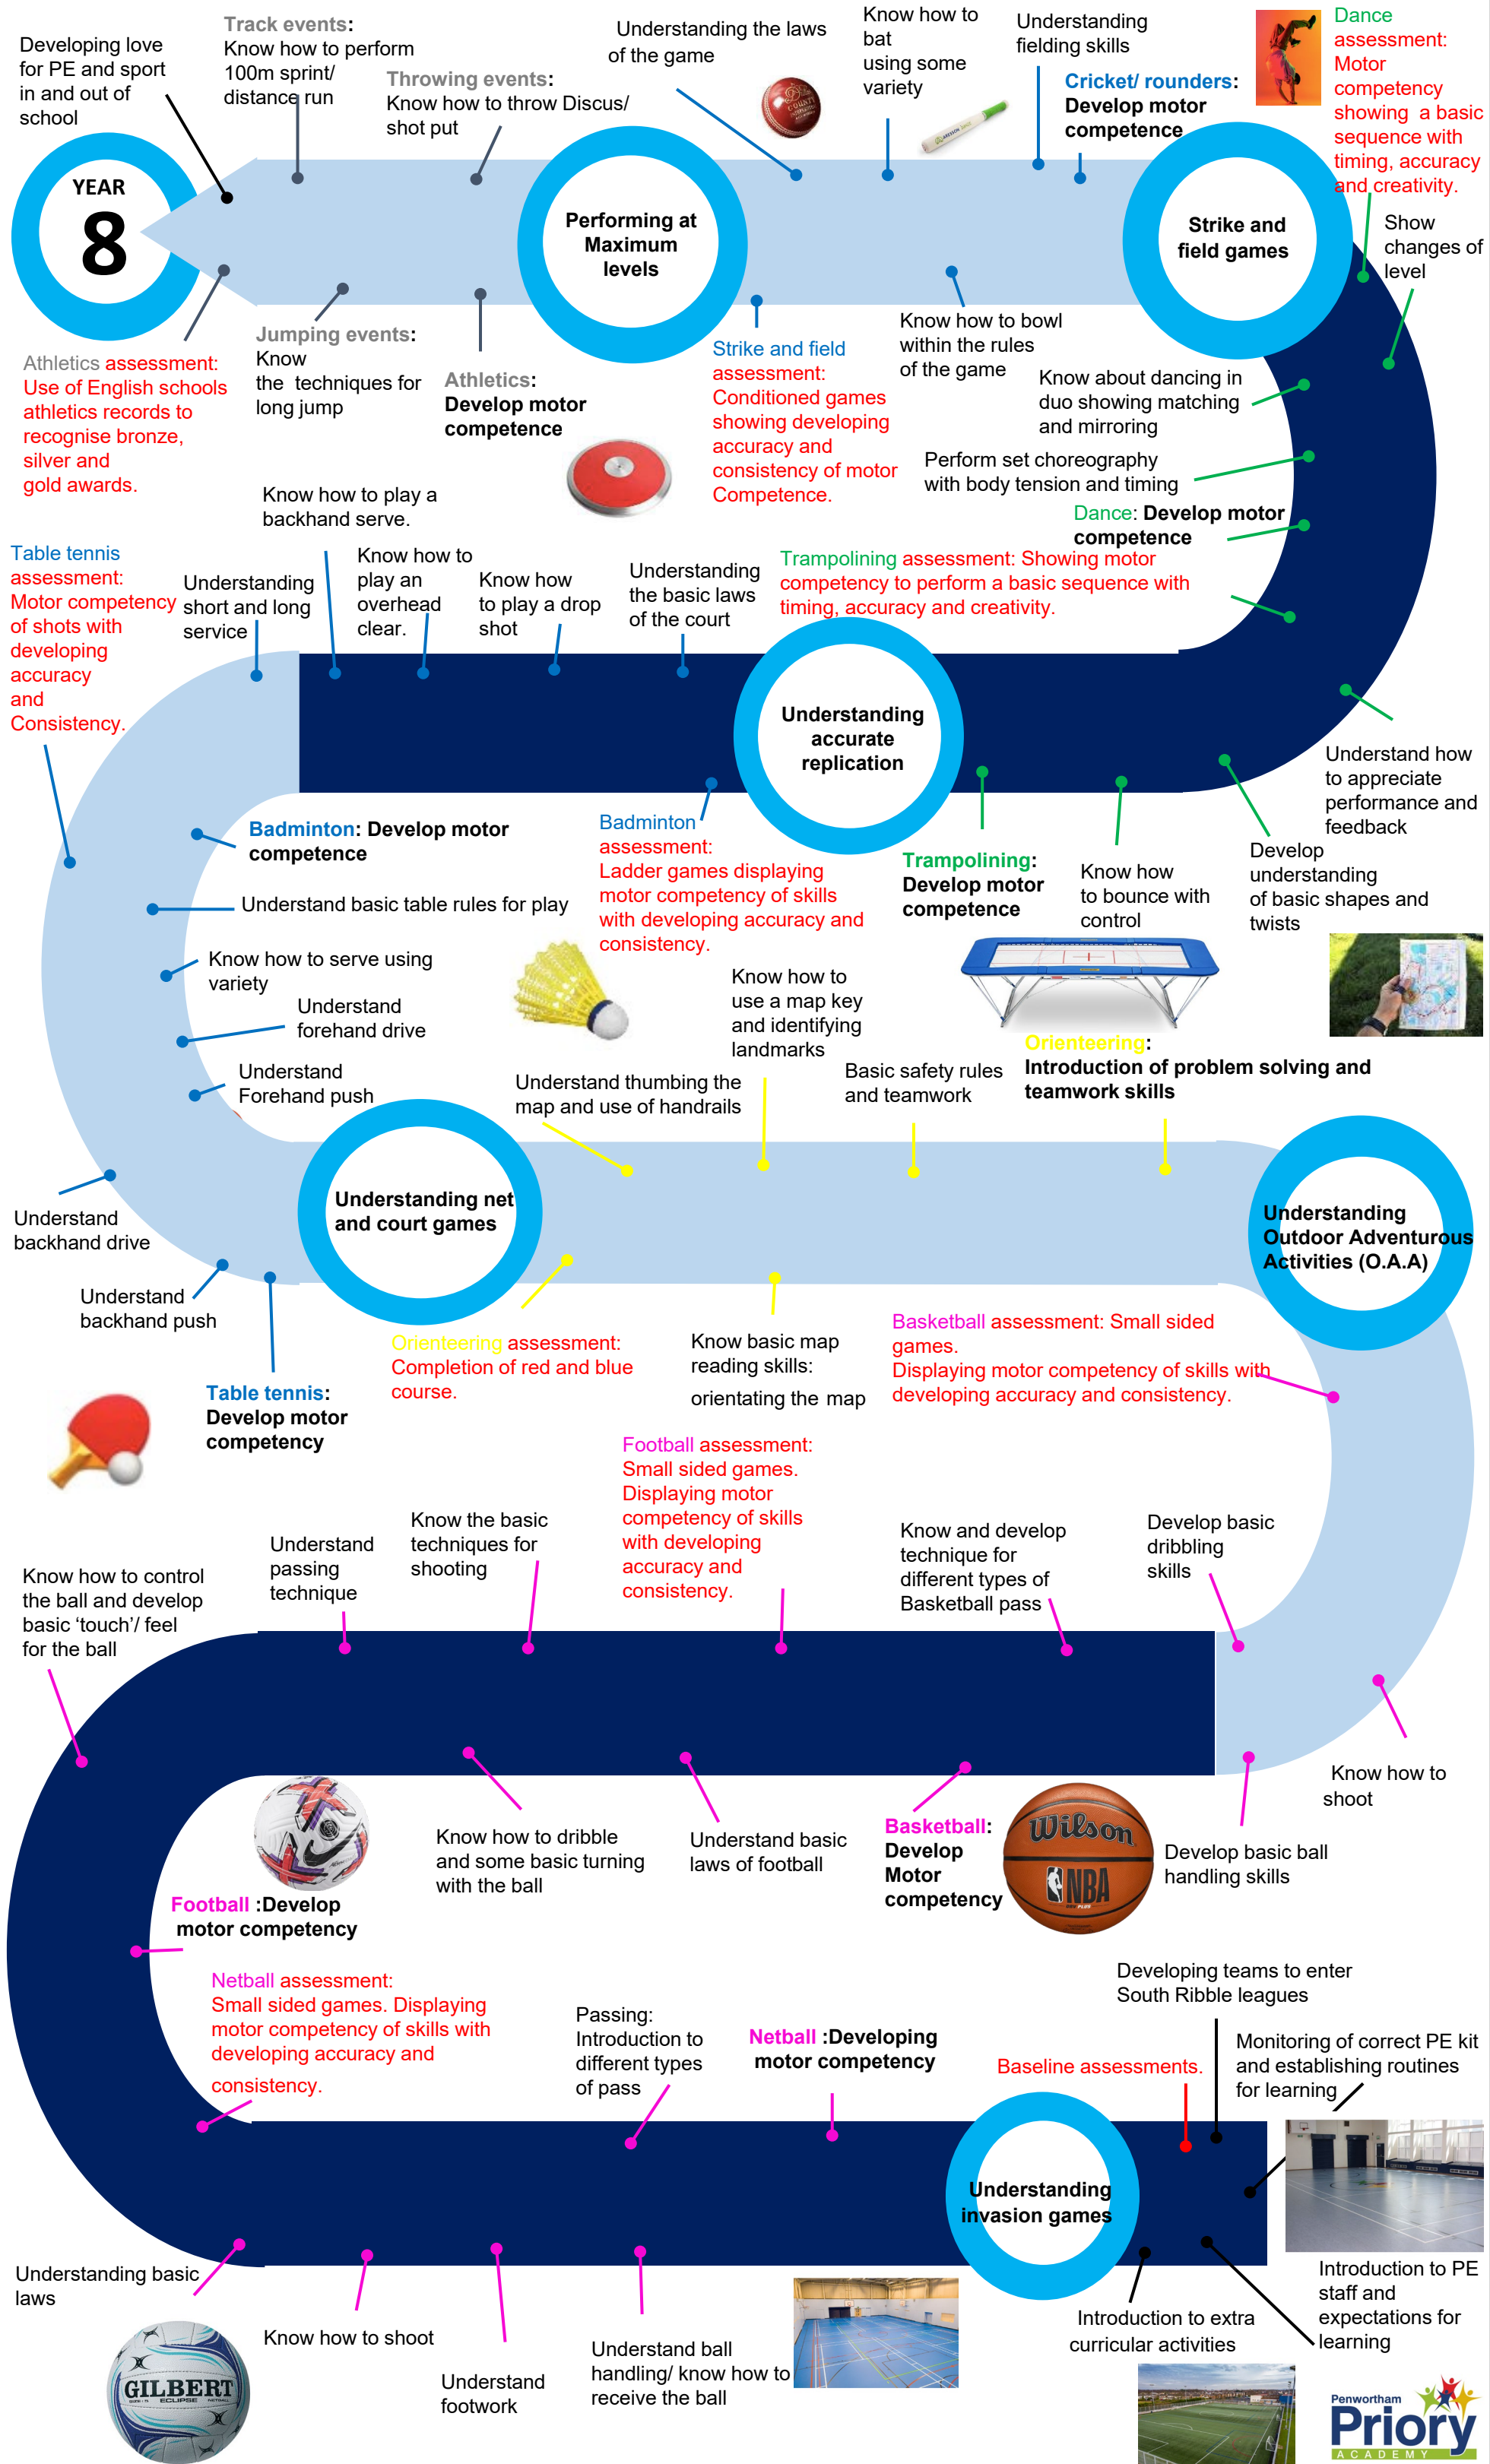 Developing love
for PE and sport
in and out of
school
Track events:
Know how to perform
100m sprint/
distance run
Throwing events:
Know how to throw Discus/
shot put
Understanding the laws
of the game
Know how to
bat
using some
variety
Understanding
fielding skills
Cricket/ rounders:
Develop motor
competence
Dance
assessment:
Motor
competency
showing a basic
sequence with
timing, accuracy
and creativity.
YEAR
8
Performing at
Maximum
levels
Strike and
field games
Show
changes of
level
Athletics assessment:
Use of English schools
athletics records to
recognise bronze,
silver and
gold awards.
Jumping events:
Know
the techniques for
long jump
Athletics:
Develop motor
competence
Strike and field
assessment:
Conditioned games
showing developing
accuracy and
consistency of motor
Competence.
Know how to bowl
within the rules
of the game
Know about dancing in
duo showing matching
and mirroring
Perform set choreography
with body tension and timing
Dance: Develop motor
competence
Trampolining assessment: Showing motor
competency to perform a basic sequence with
timing, accuracy and creativity.
Table tennis
assessment:
Motor competency
of shots with
developing
accuracy
and
Consistency.
Understanding
short and long
service
Know how to play a
backhand serve.
Know how to
play an
overhead
clear.
Know how
to play a drop
shot
Understanding
the basic laws
of the court
Understanding
accurate
replication
Understand how
to appreciate
performance and
feedback
Badminton: Develop motor
competence
Badminton
assessment:
Ladder games displaying
motor competency of skills
with developing accuracy and
consistency.
Trampolining:
Develop motor
competence
Know how
to bounce with
control
Develop
understanding
of basic shapes and
twists
Understand basic table rules for play
Know how to serve using
variety
Understand
forehand drive
Understand
Forehand push
Understand thumbing the
map and use of handrails
Know how to
use a map key
and identifying
landmarks
Basic safety rules
and teamwork
Orienteering:
Introduction of problem solving and
teamwork skills
Understanding net
and court games
Understanding
Outdoor Adventurous
Activities (O.A.A)
Understand
backhand drive
Understand
backhand push
Table tennis:
Develop motor
competency
Orienteering assessment:
Completion of red and blue
course.
Know basic map
reading skills:
orientating the map
Basketball assessment: Small sided
games.
Displaying motor competency of skills with
developing accuracy and consistency.
Know how to control
the ball and develop
basic ‘touch’/ feel
for the ball
Understand
passing
technique
Know the basic
techniques for
shooting
Football assessment:
Small sided games.
Displaying motor
competency of skills
with developing
accuracy and
consistency.
Know and develop
technique for
different types of
Basketball pass
Develop basic
dribbling
skills
Know how to
shoot
Football :Develop
motor competency
Know how to dribble
and some basic turning
with the ball
Understand basic
laws of football
Basketball:
Develop
Motor
competency
Wilson
NBA
Develop basic ball
handling skills
Netball assessment:
Small sided games. Displaying
motor competency of skills with
developing accuracy and
consistency.
Passing:
Introduction to
different types
of pass
Netball :Developing
motor competency
Baseline assessments.
Developing teams to enter
South Ribble leagues
Monitoring of correct PE kit
and establishing routines
for learning
Understanding
invasion games
Understanding basic
laws
GILBERT
ECLIPSE
Know how to shoot
Understand
footwork
Understand ball
handling/ know how to
receive the ball
Introduction to extra
curricular activities
Introduction to PE
staff and
expectations for
learning
Penwortham
Priory
ACADEMY